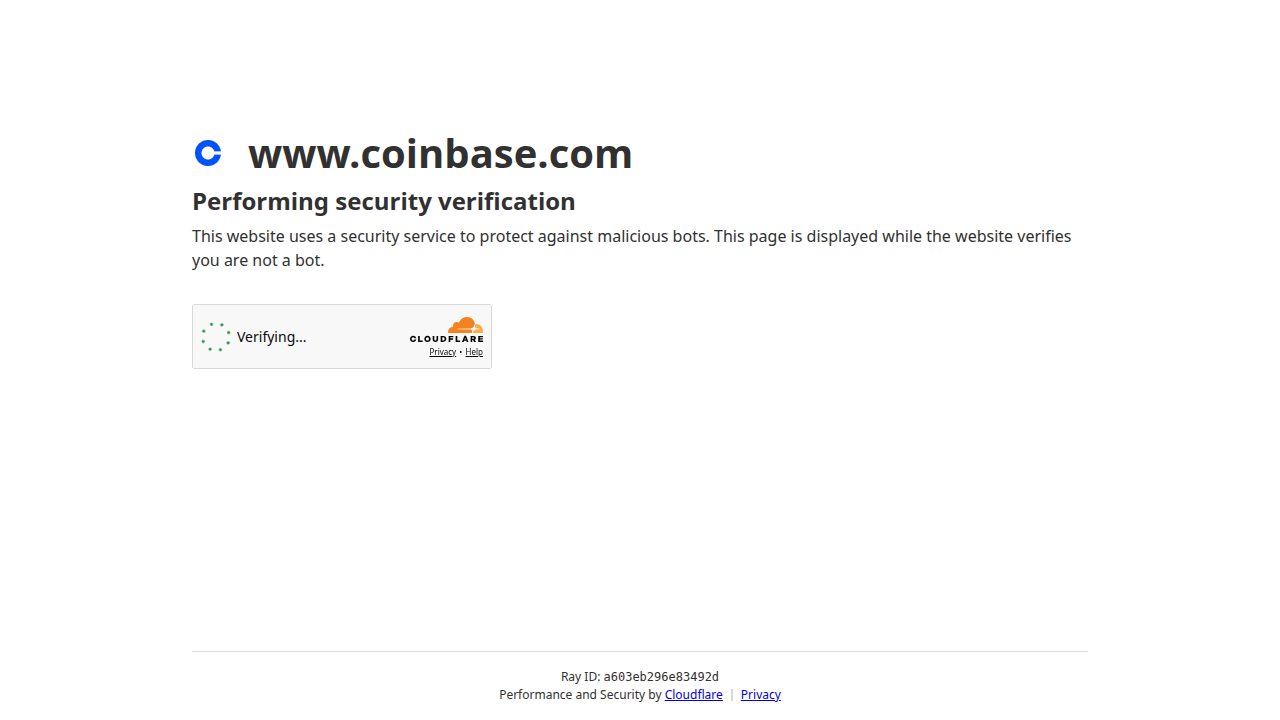 www.coinbase.com
Performing security verification
This website uses a security service to protect against malicious bots. This page is displayed while the website verifies
you are not a bot.
Verifying...
CLOUDFLARE
Privacy • Help
Ray ID: a603eb296e83492d
Performance and Security by Cloudflare | Privacy